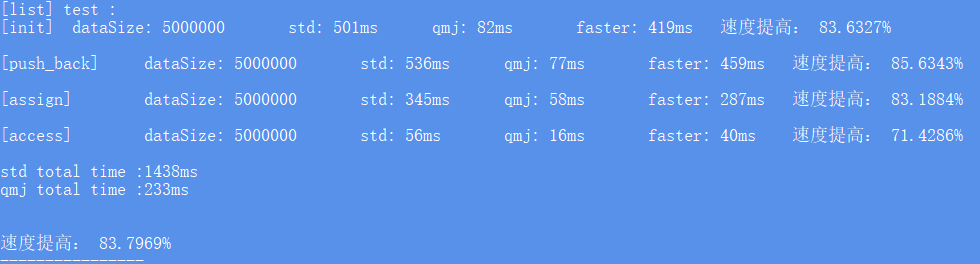 [list] test :
[init] dataSize: 5000000 std: 501ms qmj: 82ms faster: 419ms 速度提高： 83.6327%
[push_back] dataSize: 5000000 std: 536ms qmj: 77ms faster: 459ms 速度提高： 85.6343%
[assign] dataSize: 5000000 std: 345ms qmj: 58ms faster: 287ms 速度提高： 83.1884%
[access] dataSize: 5000000 std: 56ms qmj: 16ms faster: 40ms 速度提高： 71.4286%
std total time :1438ms
qmj total time :233ms
速度提高： 83.7969%
----------------